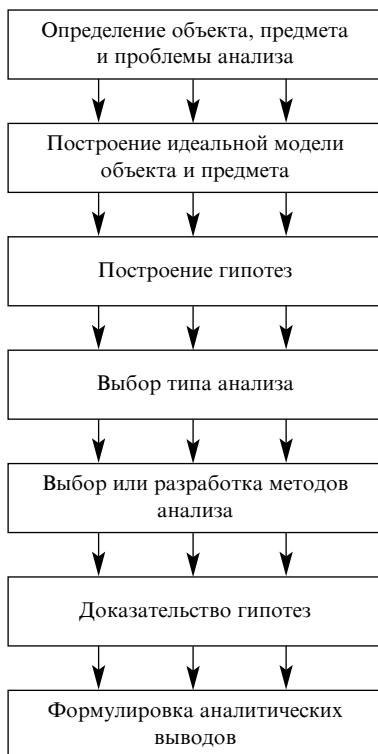 Определение объекта, предмета
и проблемы анализа
Построение идеальной модели
объекта и предмета
Построение гипотез
Выбор типа анализа
Выбор или разработка методов
анализа
Доказательство гипотез
Формулировка аналитических
выводов